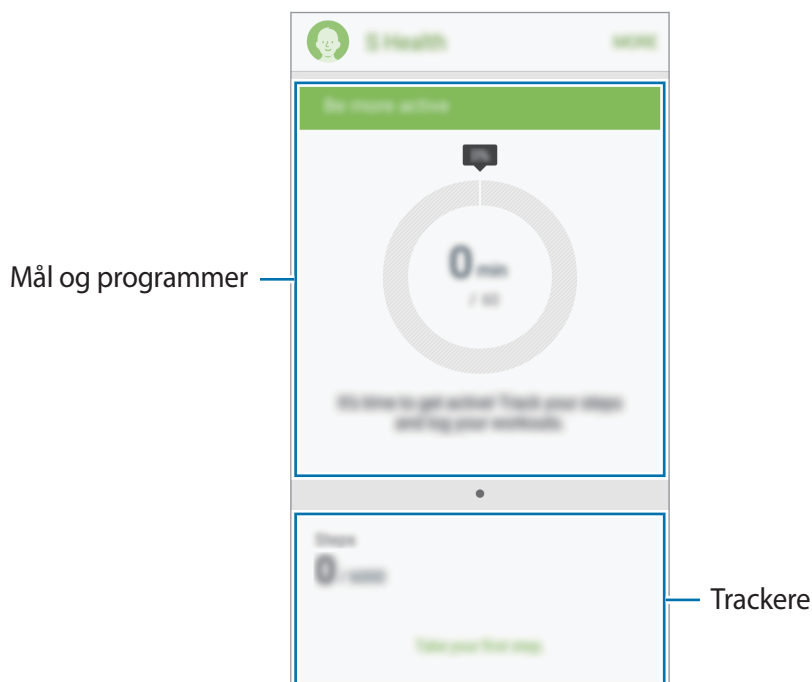 S Health
MORE
Be more active
0%
0 min
/ 60
Mål og programmer
It's time to get active! Track your steps
and log your workouts.
Steps
0 / 6000
Trackere
Take your first step.